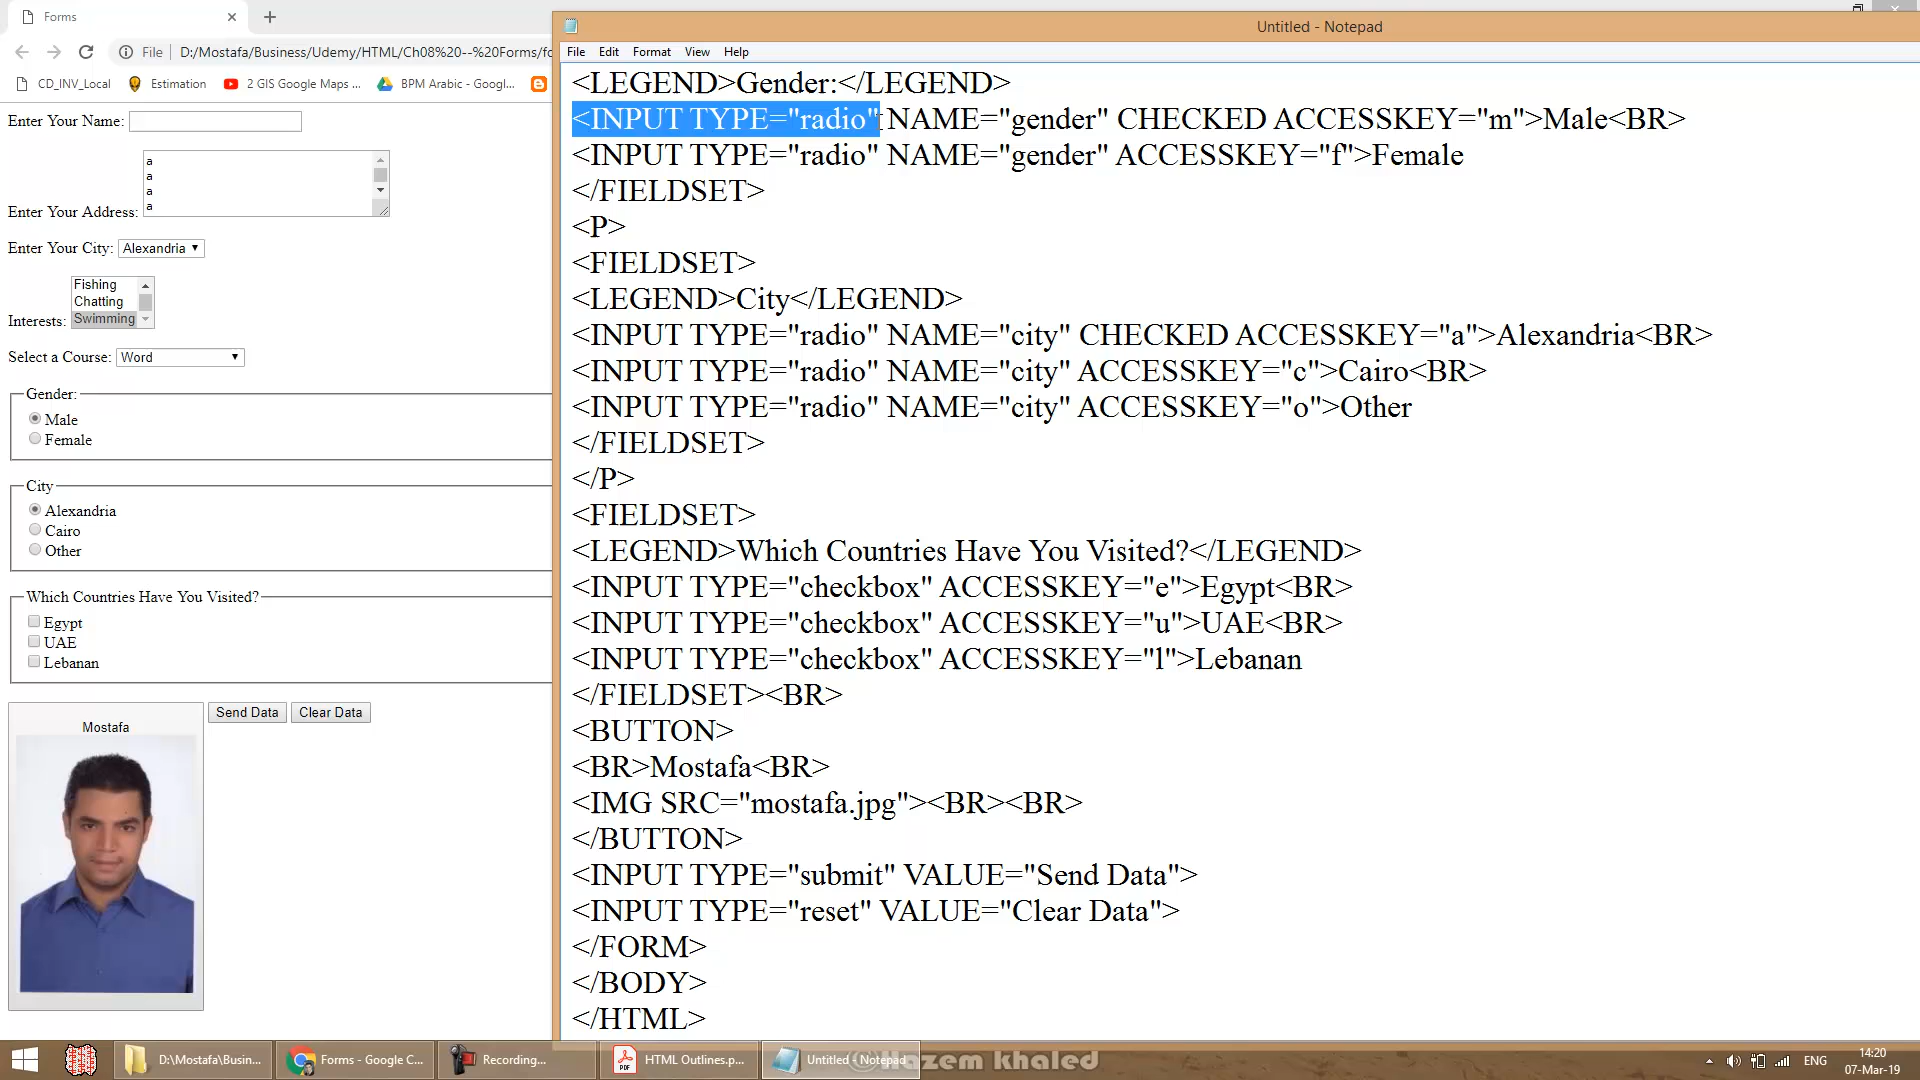 Forms
Untitled - Notepad
File D:/Mostafa/Business/Udemy/HTML/Ch08%20--%20Forms/fo
CD_INV_Local Estimation 2 GIS Google Maps ... BPM Arabic - Googl...
File Edit Format View Help
Enter Your Name:
a
a
a
a
Enter Your Address:
Enter Your City: Alexandria
Fishing
Chatting
Swimming
Interests:
Select a Course: Word
Gender:
Male
Female
City
Alexandria
Cairo
Other
Which Countries Have You Visited?
Egypt
UAE
Lebanan
Mostafa
Send Data Clear Data
<LEGEND>Gender:</LEGEND>
<INPUT TYPE="radio" NAME="gender" CHECKED ACCESSKEY="m">Male<BR>
<INPUT TYPE="radio" NAME="gender" ACCESSKEY="f">Female
</FIELDSET>
<P>
<FIELDSET>
<LEGEND>City</LEGEND>
<INPUT TYPE="radio" NAME="city" CHECKED ACCESSKEY="a">Alexandria<BR>
<INPUT TYPE="radio" NAME="city" ACCESSKEY="c">Cairo<BR>
<INPUT TYPE="radio" NAME="city" ACCESSKEY="o">Other
</FIELDSET>
</P>
<FIELDSET>
<LEGEND>Which Countries Have You Visited?</LEGEND>
<INPUT TYPE="checkbox" ACCESSKEY="e">Egypt<BR>
<INPUT TYPE="checkbox" ACCESSKEY="u">UAE<BR>
<INPUT TYPE="checkbox" ACCESSKEY="l">Lebanan
</FIELDSET><BR>
<BUTTON>
<BR>Mostafa<BR>
<IMG SRC="mostafa.jpg"><BR><BR>
</BUTTON>
<INPUT TYPE="submit" VALUE="Send Data">
<INPUT TYPE="reset" VALUE="Clear Data">
</FORM>
</BODY>
</HTML>
D:\Mostafa\Busin... Forms - Google C... Recording... HTML Outlines.p... Untitled - Notepad
©Hazem khaled
ENG
14:20
07-Mar-19